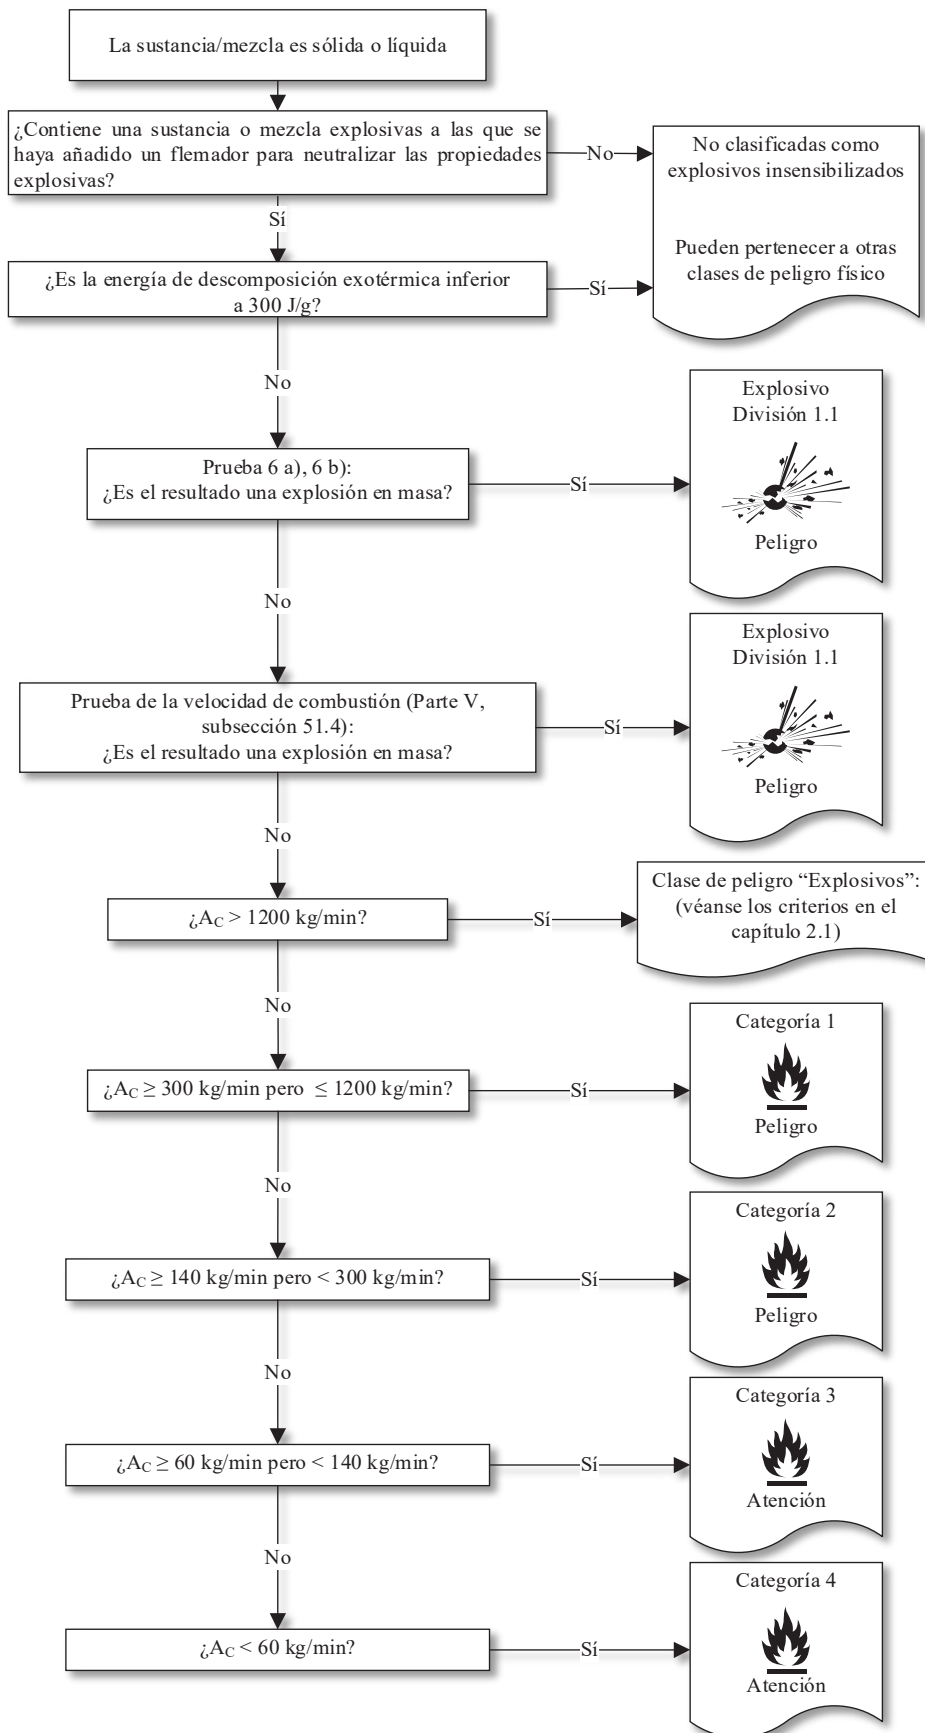 La sustancia/mezcla es sólida o líquida
¿Contiene una sustancia o mezcla explosivas a las que se
haya añadido un flemador para neutralizar las propiedades
explosivas?
No
No clasificadas como
explosivos insensibilizados
Pueden pertenecer a otras
clases de peligro físico
Sí
¿Es la energía de descomposición exotérmica inferior
a 300 J/g?
Sí
No
Prueba 6 a), 6 b):
¿Es el resultado una explosión en masa?
Sí
Explosivo
División 1.1
Peligro
No
Prueba de la velocidad de combustión (Parte V,
subsección 51.4):
¿Es el resultado una explosión en masa?
Sí
Explosivo
División 1.1
Peligro
No
¿AC > 1200 kg/min?
Sí
Clase de peligro “Explosivos”:
(véanse los criterios en el
capítulo 2.1)
No
¿AC ≥ 300 kg/min pero ≤ 1200 kg/min?
Sí
Categoría 1
Peligro
No
¿AC ≥ 140 kg/min pero < 300 kg/min?
Sí
Categoría 2
Peligro
No
¿AC ≥ 60 kg/min pero < 140 kg/min?
Sí
Categoría 3
Atención
No
¿AC < 60 kg/min?
Sí
Categoría 4
Atención